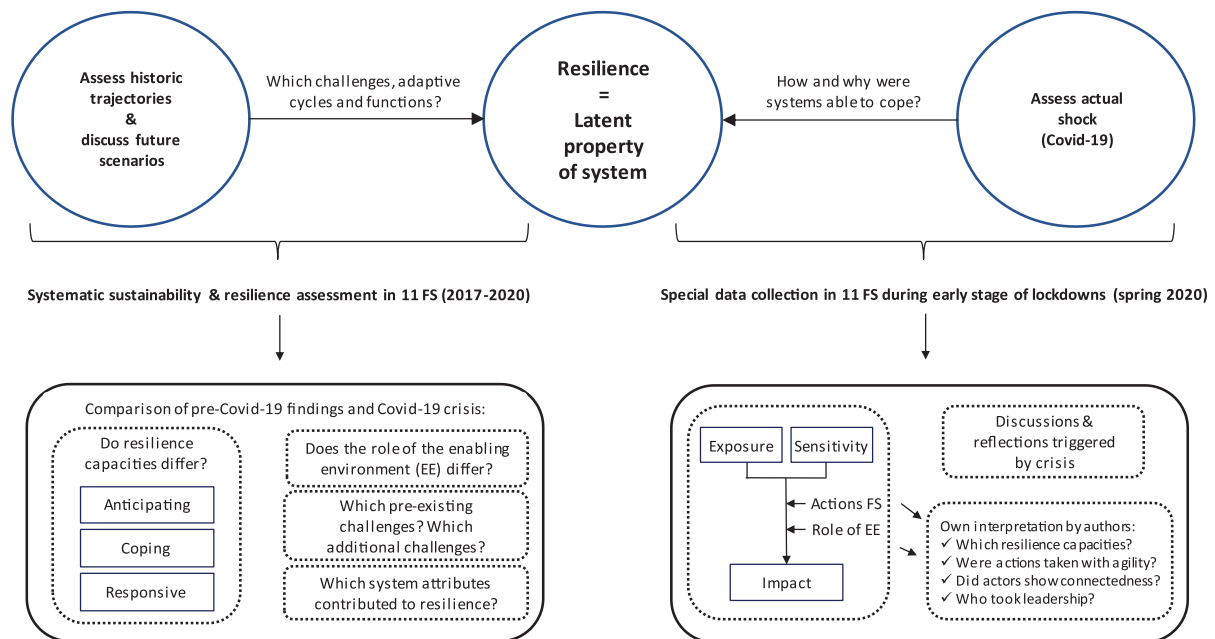 Assess historic
trajectories
&
discuss future
scenarios
Which challenges, adaptive
cycles and functions?
Resilience
=
Latent
property
of system
How and why were
systems able to cope?
Assess actual
shock
(Covid-19)
Systematic sustainability & resilience assessment in 11 FS (2017-2020)
Special data collection in 11 FS during early stage of lockdowns (spring 2020)
Comparison of pre-Covid-19 findings and Covid-19 crisis:
Do resilience
capacities differ?
Anticipating
Coping
Responsive
Does the role of the enabling
environment (EE) differ?
Which pre-existing
challenges? Which
additional challenges?
Which system attributes
contributed to resilience?
Exposure
Sensitivity
Actions FS
Role of EE
Impact
Discussions &
reflections triggered
by crisis
Own interpretation by authors:
✓ Which resilience capacities?
✓ Were actions taken with agility?
✓ Did actors show connectedness?
✓ Who took leadership?